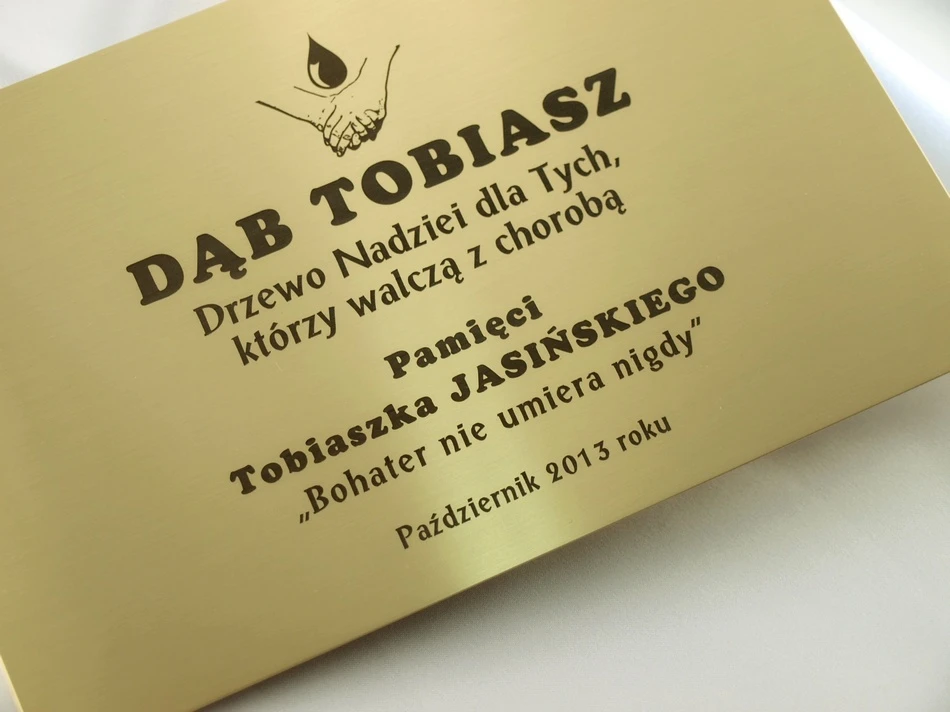 DĄB TOBIASZ
Drzewo Nadziei dla Tych,
którzy walczą z chorobą
Pamięci
Tobiaszka JASIŃSKIEGO
„Bohater nie umiera nigdy”
Październik 2013 roku